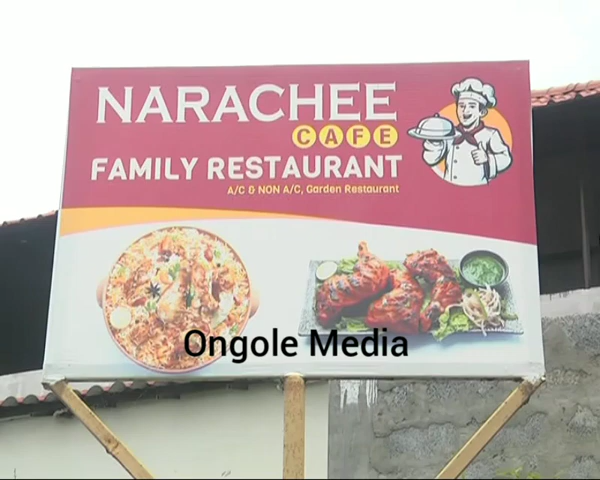 NARACHEE
CAFE
FAMILY RESTAURANT
A/C & NON A/C, Garden Restaurant
Ongole Media